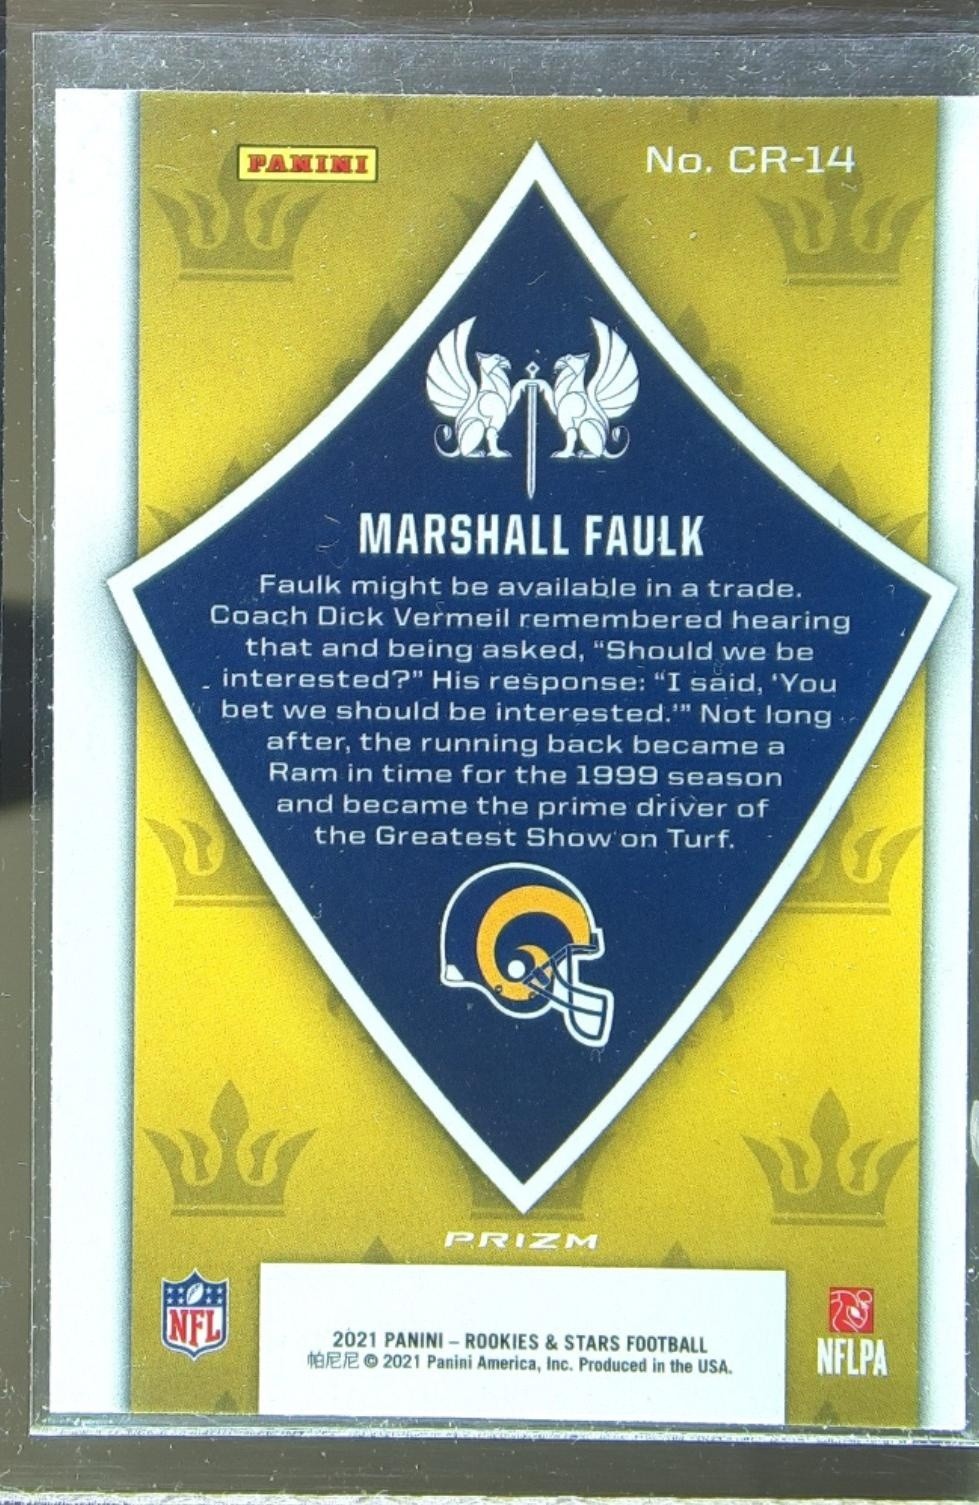 PANINI
No. CR-14
MARSHALL FAULK
Faulk might be available in a trade.
Coach Dick Vermeil remembered hearing
that and being asked, “Should we be
interested?” His response: “I said, ‘You
bet we should be interested.’” Not long
after, the running back became a
Ram in time for the 1999 season
and became the prime driver of
the Greatest Show on Turf.
PRIZM
NFL
2021 PANINI – ROOKIES & STARS FOOTBALL
帕尼尼 © 2021 Panini America, Inc. Produced in the USA.
NFLPA